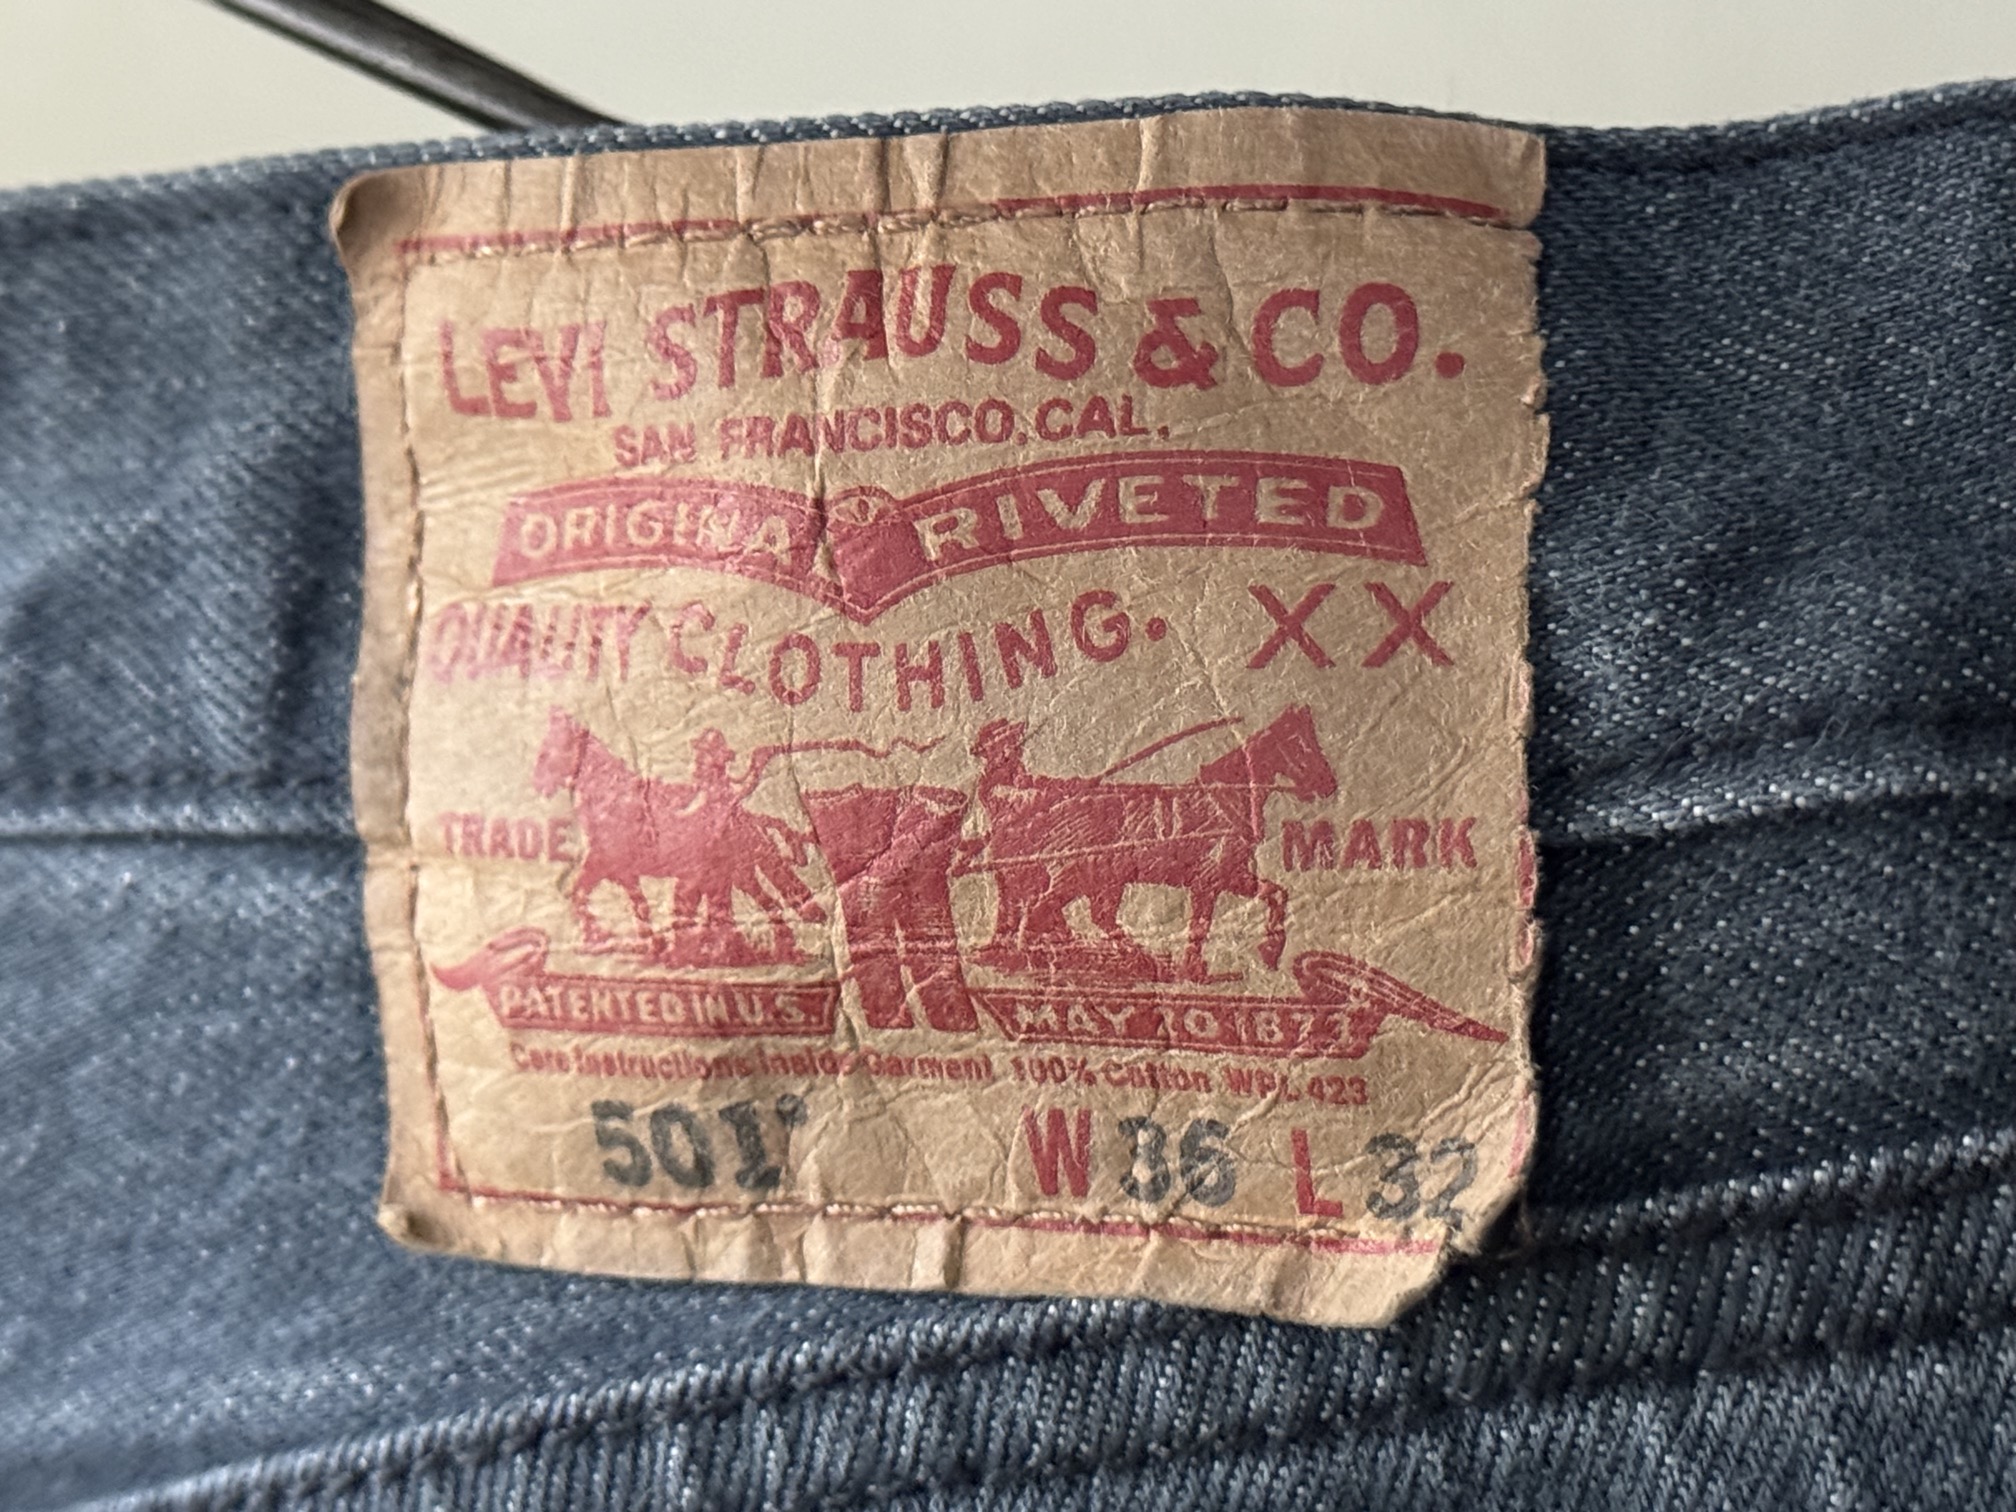 LEVI STRAUSS & CO.
SAN FRANCISCO, CAL.
ORIGINAL RIVETED
QUALITY CLOTHING. XX
TRADE MARK
PATENTED IN U.S. MAY 20 1873
Care Instructions Inside Garment 100% Cotton WPL 423
501® W 36 L 32